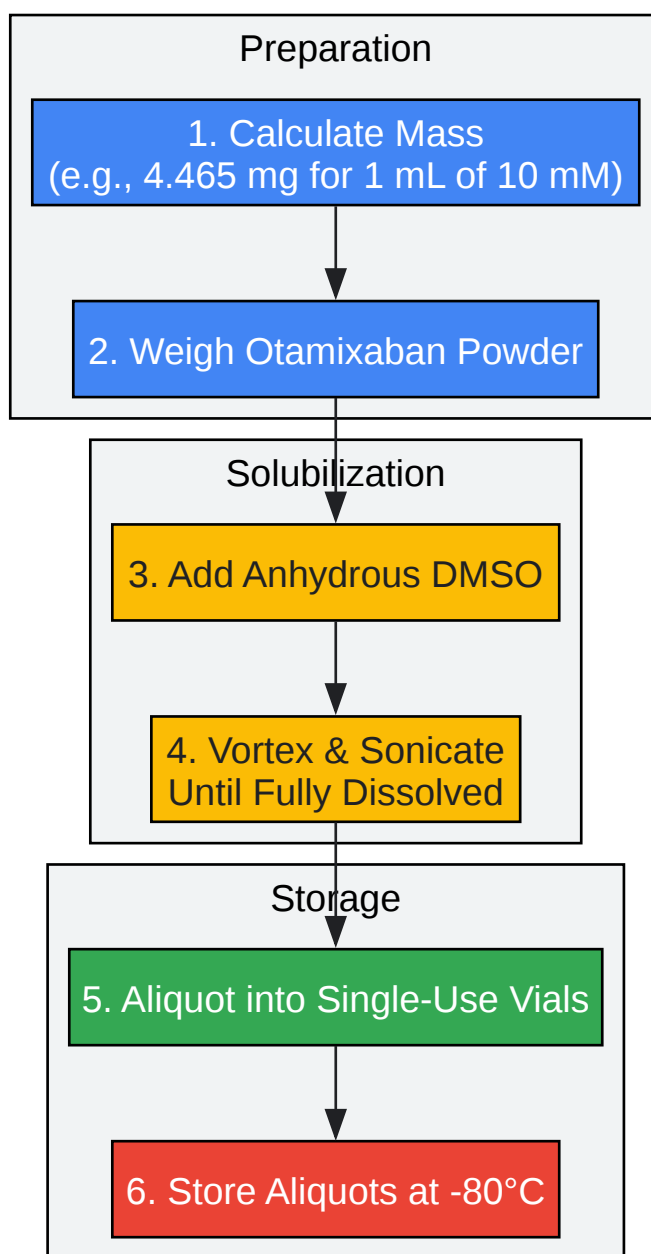 Preparation
1. Calculate Mass
(e.g., 4.465 mg for 1 mL of 10 mM)
2. Weigh Otamixaban Powder
Solubilization
3. Add Anhydrous DMSO
4. Vortex & Sonicate
Until Fully Dissolved
Storage
5. Aliquot into Single-Use Vials
6. Store Aliquots at -80°C